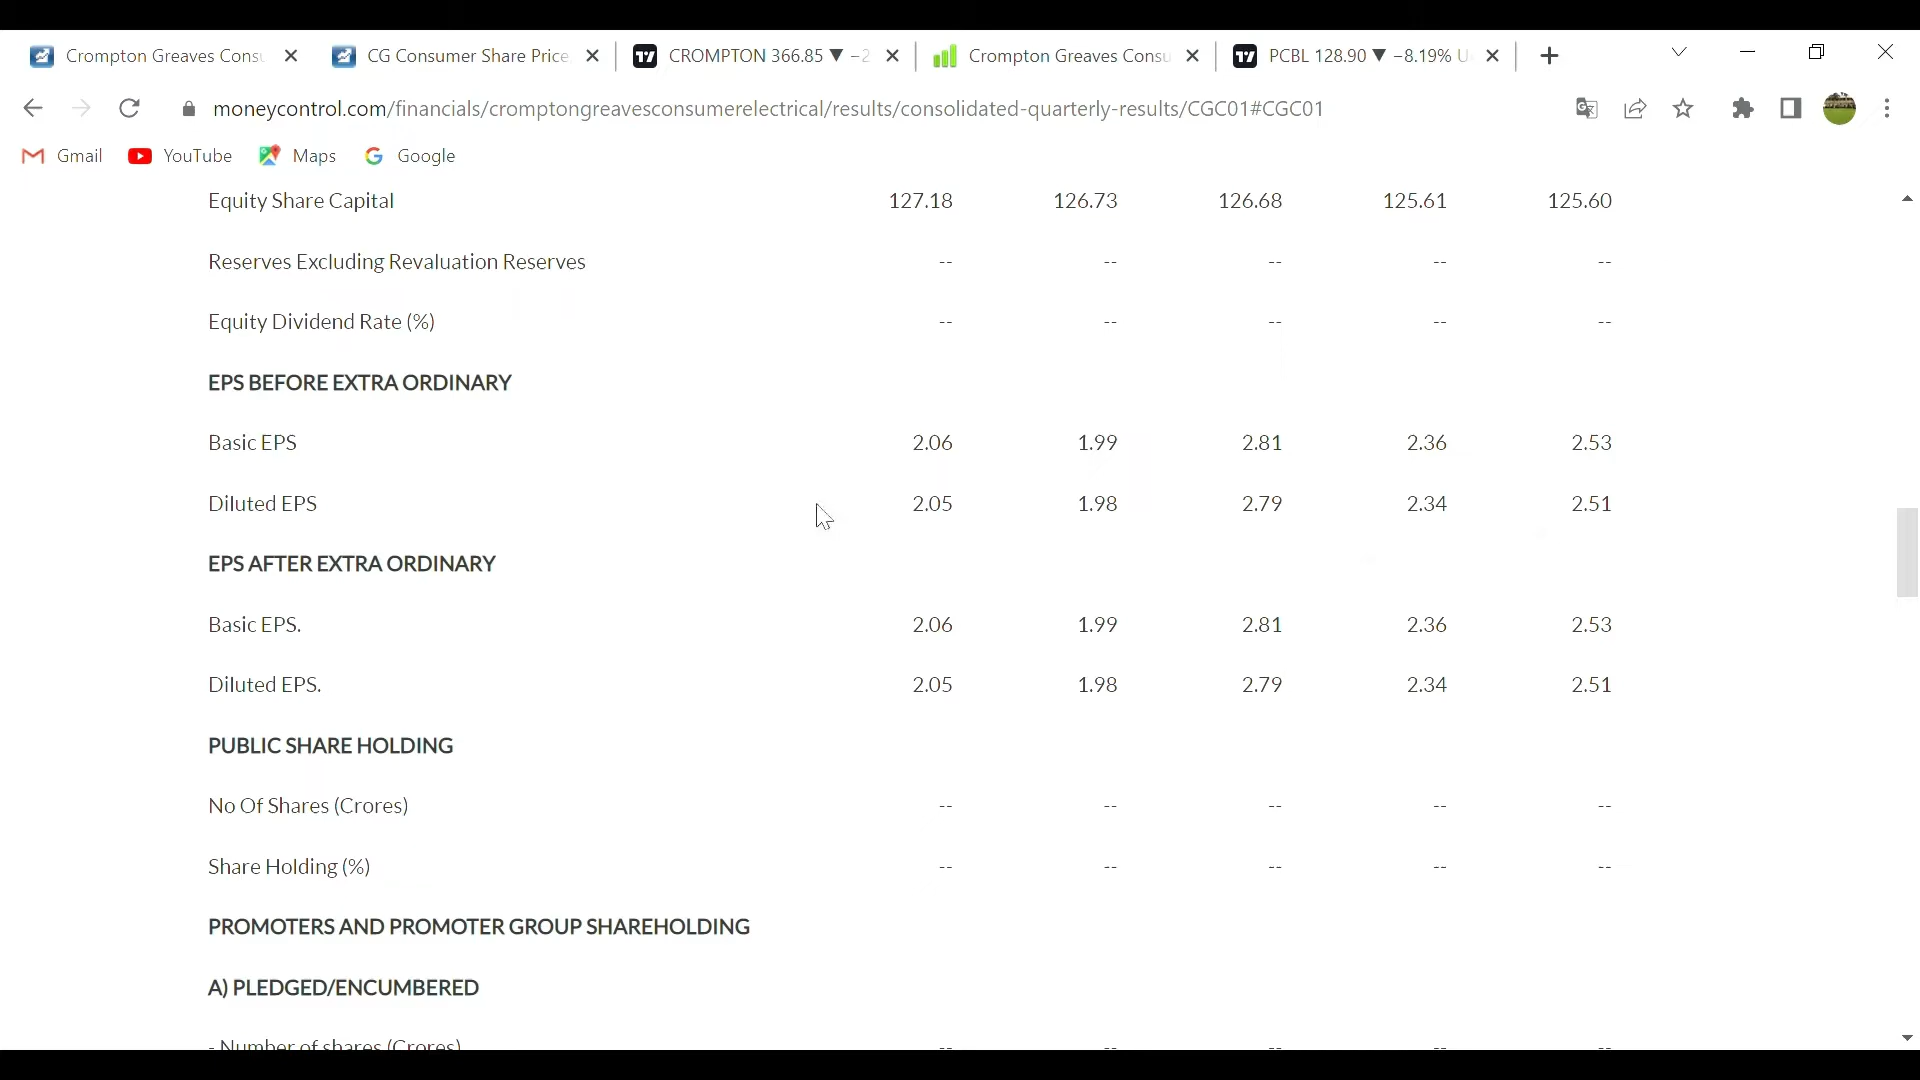 Crompton Greaves Consu
CG Consumer Share Price
CROMPTON 366.85 ▼ −2
Crompton Greaves Consu
PCBL 128.90 ▼ −8.19% U
moneycontrol.com/financials/cromptongreavesconsumerelectrical/results/consolidated-quarterly-results/CGC01#CGC01
Gmail YouTube Maps Google
Equity Share Capital 127.18 126.73 126.68 125.61 125.60
Reserves Excluding Revaluation Reserves -- -- -- -- --
Equity Dividend Rate (%) -- -- -- -- --
EPS BEFORE EXTRA ORDINARY
Basic EPS 2.06 1.99 2.81 2.36 2.53
Diluted EPS 2.05 1.98 2.79 2.34 2.51
EPS AFTER EXTRA ORDINARY
Basic EPS. 2.06 1.99 2.81 2.36 2.53
Diluted EPS. 2.05 1.98 2.79 2.34 2.51
PUBLIC SHARE HOLDING
No Of Shares (Crores) -- -- -- -- --
Share Holding (%) -- -- -- -- --
PROMOTERS AND PROMOTER GROUP SHAREHOLDING
A) PLEDGED/ENCUMBERED
- Number of shares (Crores) -- -- -- -- --